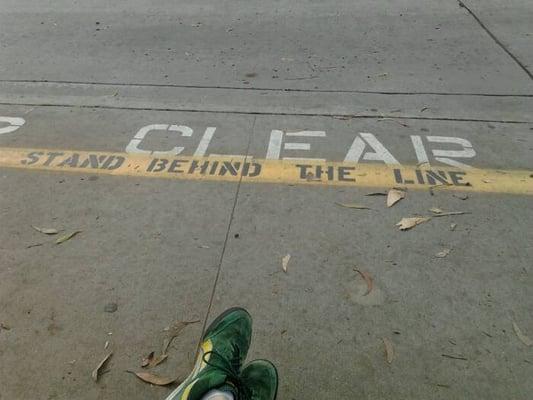 CLEAR
STAND BEHIND THE LINE